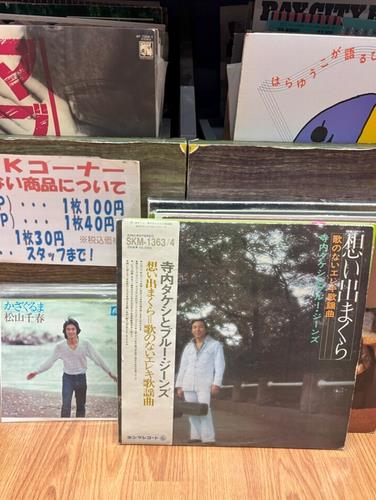 BAY CITY
はらゆうこが語るひ
Kコーナー
ない商品について
P)・・・ 1枚100円
P)・・・ 1枚40
1枚30円 ※税込価
スタッフまで!
かざぐるま
松山千春
SKM-1363/4
寺内タケシとブルー・ジーンズ
想い出まくら=歌のないエレキ歌謡曲
キングレコード
想い出まくら
歌のないエレキ歌謡曲
寺内タケシとブルー・ジーンズ